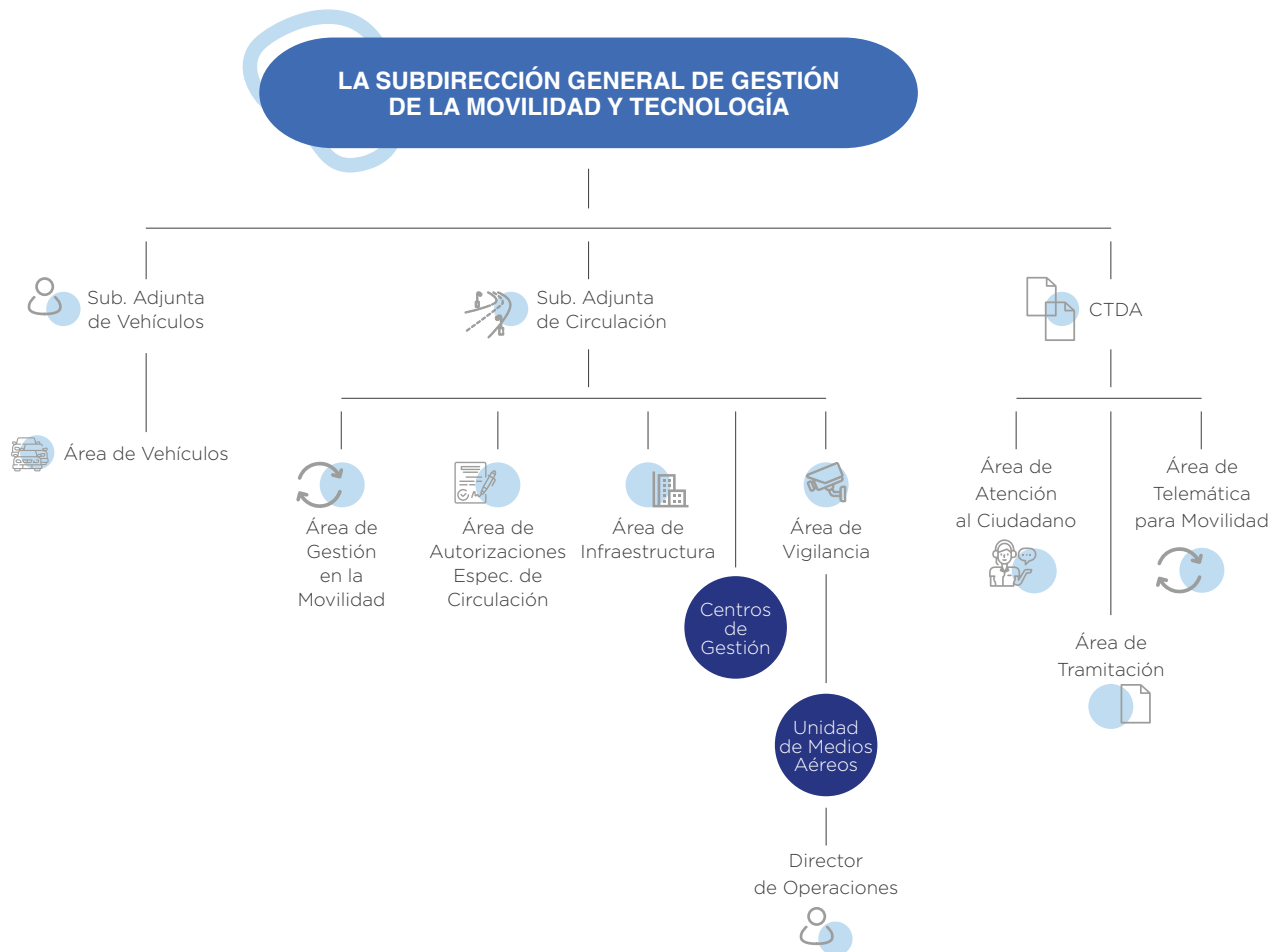 LA SUBDIRECCIÓN GENERAL DE GESTIÓN
DE LA MOVILIDAD Y TECNOLOGÍA
Sub. Adjunta
de Vehículos
Sub. Adjunta
de Circulación
CTDA
Área de Vehículos
Área de
Gestión
en la
Movilidad
Área de
Autorizaciones
Espec. de
Circulación
Área de
Infraestructura
Centros
de
Gestión
Área de
Vigilancia
Unidad
de Medios
Aéreos
Director
de Operaciones
Área de
Atención
al Ciudadano
Área de
Tramitación
Área de
Telemática
para Movilidad